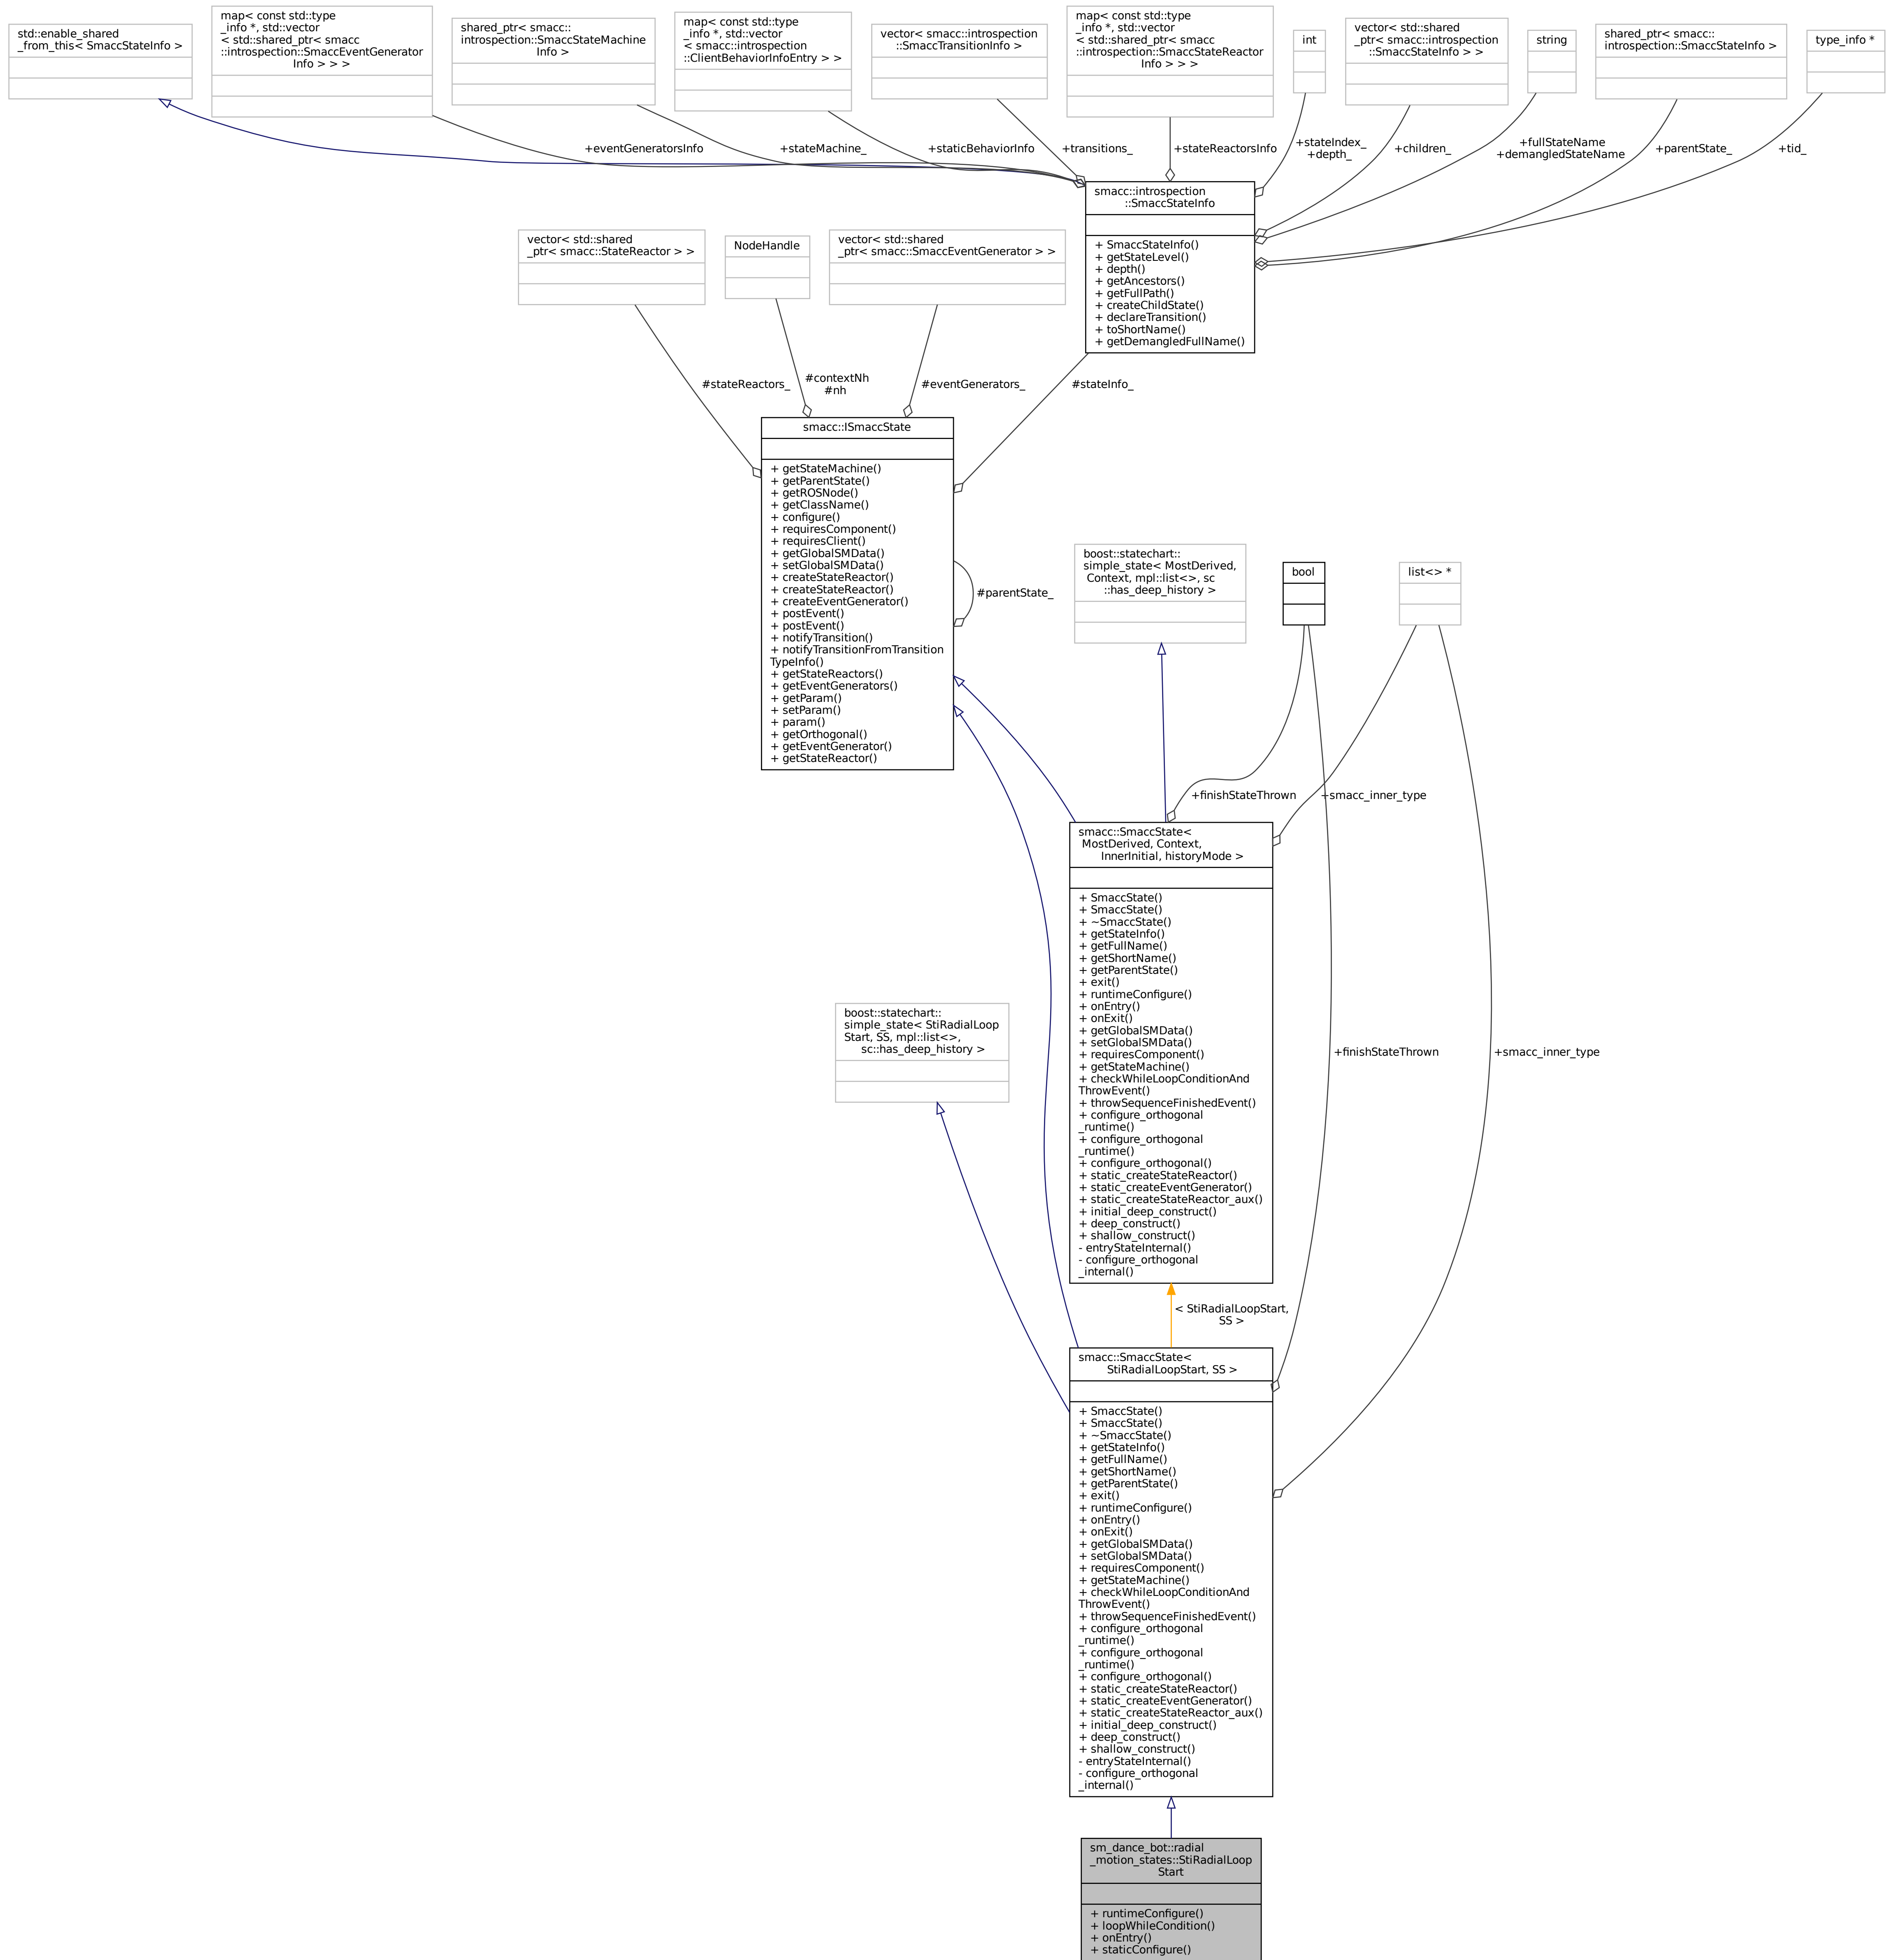 std::enable_shared
_from_this< SmaccStateInfo >
map< const std::type
_info *, std::vector
< std::shared_ptr< smacc
::introspection::SmaccEventGenerator
Info > > >
shared_ptr< smacc::
introspection::SmaccStateMachine
Info >
map< const std::type
_info *, std::vector
< smacc::introspection
::ClientBehaviorInfoEntry > >
vector< smacc::introspection
::SmaccTransitionInfo >
map< const std::type
_info *, std::vector
< std::shared_ptr< smacc
::introspection::SmaccStateReactor
Info > > >
int
vector< std::shared
_ptr< smacc::introspection
::SmaccStateInfo > >
string
shared_ptr< smacc::
introspection::SmaccStateInfo >
type_info *
+eventGeneratorsInfo
+stateMachine_
+staticBehaviorInfo
+transitions_
+stateReactorsInfo
+stateIndex_
+depth_
+children_
+fullStateName
+demangledStateName
+parentState_
+tid_
smacc::introspection
::SmaccStateInfo
+ SmaccStateInfo()
+ getStateLevel()
+ depth()
+ getAncestors()
+ getFullPath()
+ createChildState()
+ declareTransition()
+ toShortName()
+ getDemangledFullName()
vector< std::shared
_ptr< smacc::StateReactor > >
NodeHandle
vector< std::shared
_ptr< smacc::SmaccEventGenerator > >
#stateReactors_
#contextNh
#nh
#eventGenerators_
#stateInfo_
smacc::ISmaccState
+ getStateMachine()
+ getParentState()
+ getROSNode()
+ getClassName()
+ configure()
+ requiresComponent()
+ requiresClient()
+ getGlobalSMData()
+ setGlobalSMData()
+ createStateReactor()
+ createStateReactor()
+ createEventGenerator()
+ postEvent()
+ postEvent()
+ notifyTransition()
+ notifyTransitionFromTransition
TypeInfo()
+ getStateReactors()
+ getEventGenerators()
+ getParam()
+ setParam()
+ param()
+ getOrthogonal()
+ getEventGenerator()
+ getStateReactor()
#parentState_
boost::statechart::
simple_state< MostDerived,
Context, mpl::list<>, sc
::has_deep_history >
bool
list<> *
+finishStateThrown
+smacc_inner_type
smacc::SmaccState<
MostDerived, Context,
InnerInitial, historyMode >
+ SmaccState()
+ SmaccState()
+ ~SmaccState()
+ getStateInfo()
+ getFullName()
+ getShortName()
+ getParentState()
+ exit()
+ runtimeConfigure()
+ onEntry()
+ onExit()
+ getGlobalSMData()
+ setGlobalSMData()
+ requiresComponent()
+ getStateMachine()
+ checkWhileLoopConditionAnd
ThrowEvent()
+ throwSequenceFinishedEvent()
+ configure_orthogonal
_runtime()
+ configure_orthogonal
_runtime()
+ configure_orthogonal()
+ static_createStateReactor()
+ static_createEventGenerator()
+ static_createStateReactor_aux()
+ initial_deep_construct()
+ deep_construct()
+ shallow_construct()
- entryStateInternal()
- configure_orthogonal
_internal()
boost::statechart::
simple_state< StiRadialLoop
Start, SS, mpl::list<>,
sc::has_deep_history >
+finishStateThrown
+smacc_inner_type
< StiRadialLoopStart,
SS >
smacc::SmaccState<
StiRadialLoopStart, SS >
+ SmaccState()
+ SmaccState()
+ ~SmaccState()
+ getStateInfo()
+ getFullName()
+ getShortName()
+ getParentState()
+ exit()
+ runtimeConfigure()
+ onEntry()
+ onExit()
+ getGlobalSMData()
+ setGlobalSMData()
+ requiresComponent()
+ getStateMachine()
+ checkWhileLoopConditionAnd
ThrowEvent()
+ throwSequenceFinishedEvent()
+ configure_orthogonal
_runtime()
+ configure_orthogonal
_runtime()
+ configure_orthogonal()
+ static_createStateReactor()
+ static_createEventGenerator()
+ static_createStateReactor_aux()
+ initial_deep_construct()
+ deep_construct()
+ shallow_construct()
- entryStateInternal()
- configure_orthogonal
_internal()
sm_dance_bot::radial
_motion_states::StiRadialLoop
Start
+ runtimeConfigure()
+ loopWhileCondition()
+ onEntry()
+ staticConfigure()